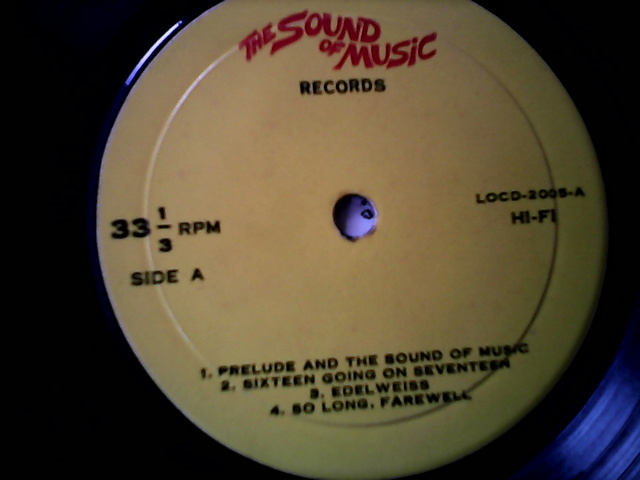 THE SOUND
OF MUSIC
RECORDS
LOCD-2005-A
HI-FI
33 1/3 RPM
SIDE A
1. PRELUDE AND THE SOUND OF MUSIC
2. SIXTEEN GOING ON SEVENTEEN
3. EDELWEISS
4. SO LONG, FAREWELL